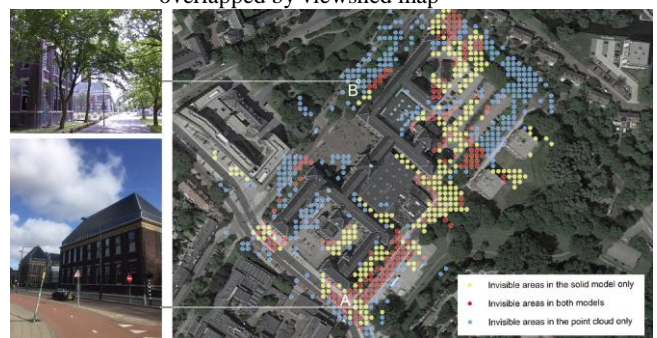 overlapped by viewshed map
B
A
Invisible areas in the solid model only
Invisible areas in both models
Invisible areas in the point cloud only